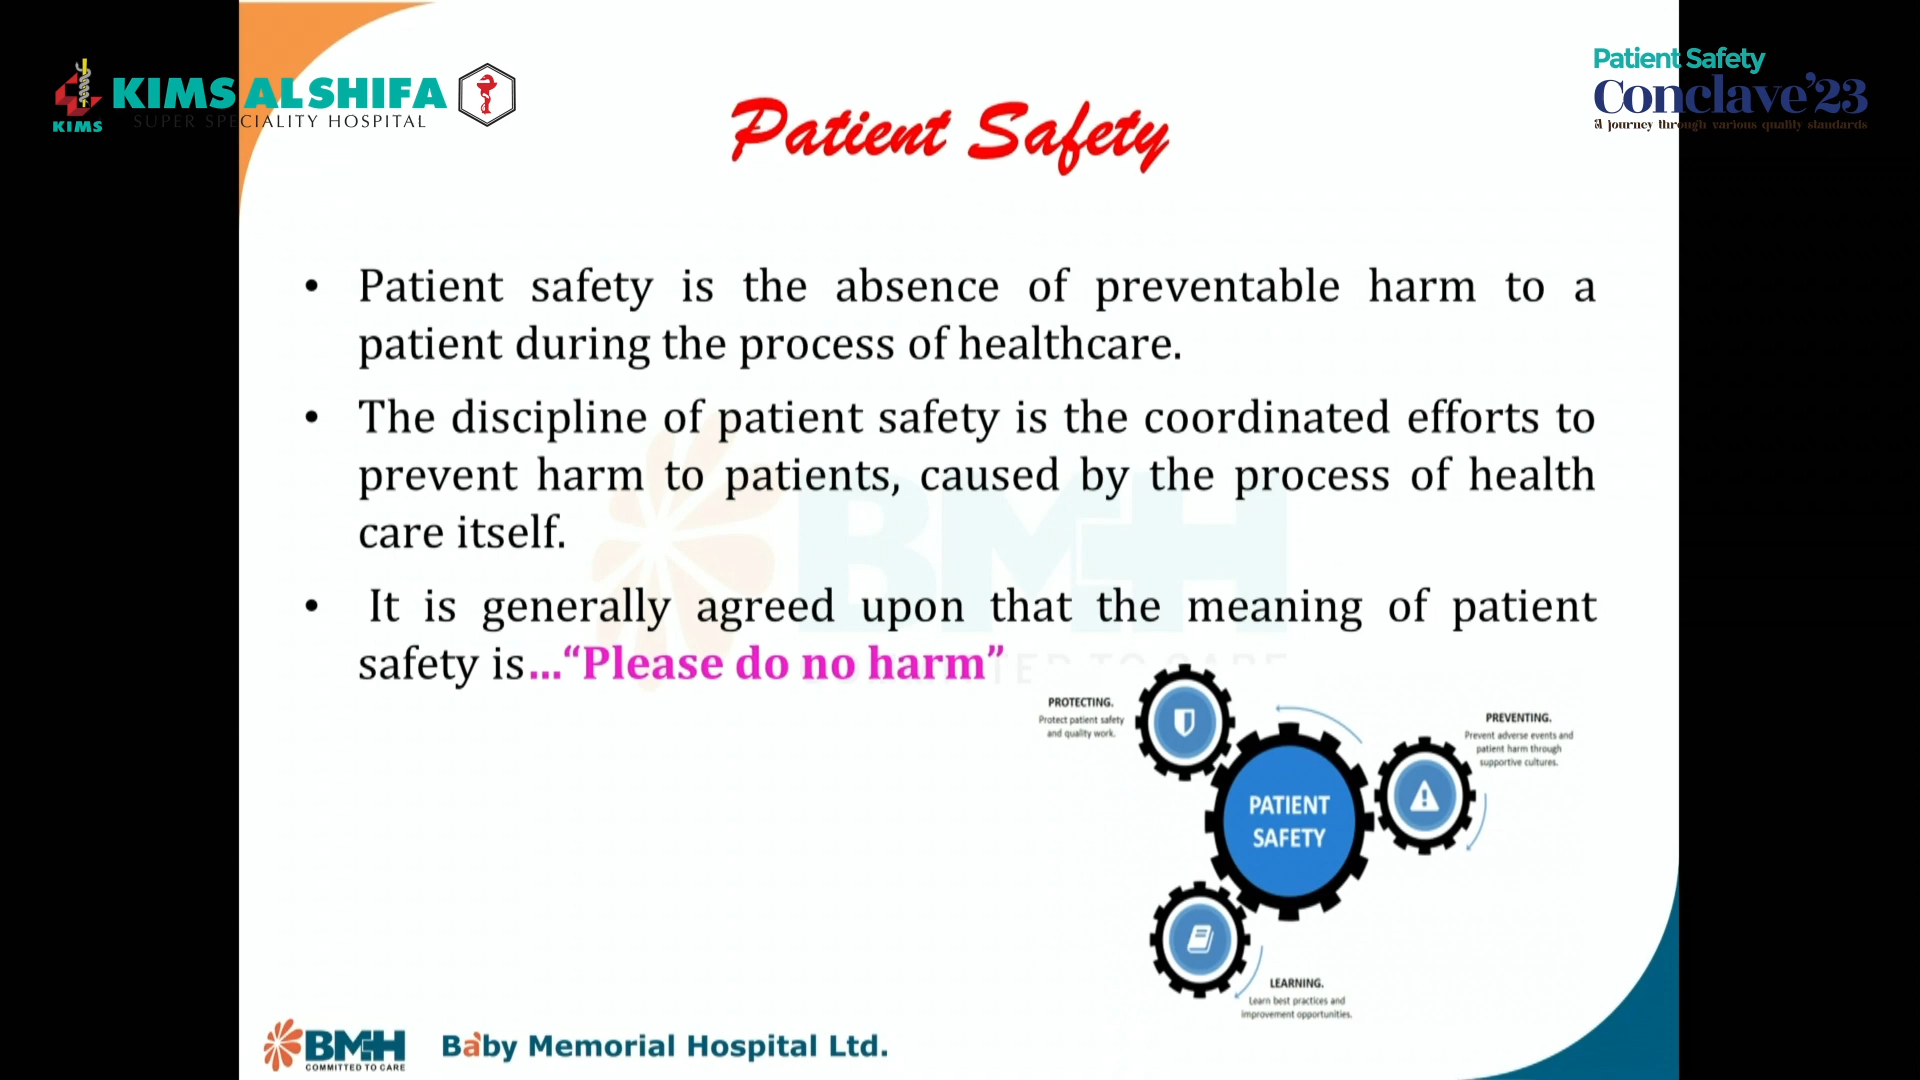 KIMS ALSHIFA
SUPER SPECIALITY HOSPITAL
KIMS
Patient Safety
Conclave'23
A journey through various quality standards
Patient Safety
• Patient safety is the absence of preventable harm to a
patient during the process of healthcare.
• The discipline of patient safety is the coordinated efforts to
prevent harm to patients, caused by the process of health
care itself.
• It is generally agreed upon that the meaning of patient
safety is...“Please do no harm”
BMH
COMMITTED TO CARE
PROTECTING.
Protect patient safety
and quality work.
PREVENTING.
Prevent adverse events and
patient harm through
supportive cultures.
PATIENT
SAFETY
LEARNING.
Learn best practices and
improvement opportunities.
BMH
COMMITTED TO CARE
Baby Memorial Hospital Ltd.